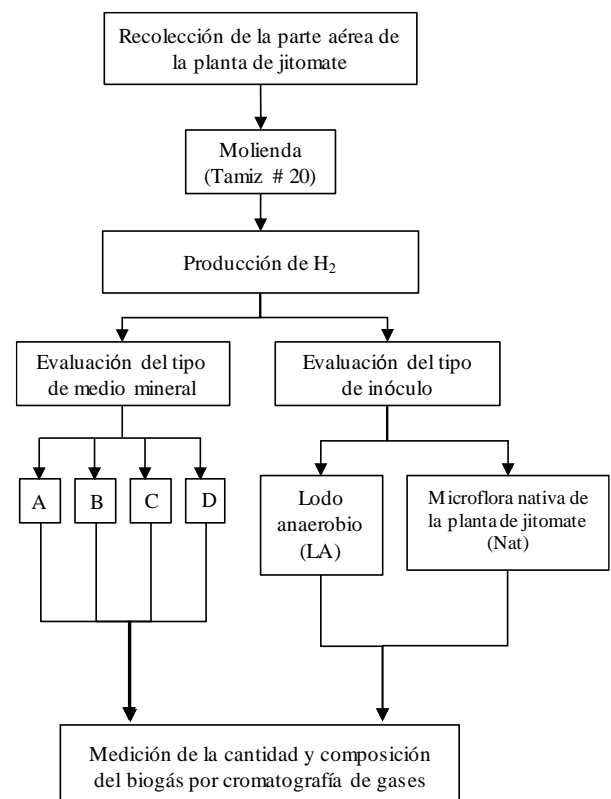 Recolección de la parte aérea de
la planta de jitomate
Molienda
(Tamiz # 20)
Producción de H₂
Evaluación del tipo
de medio mineral
Evaluación del tipo
de inóculo
A
B
C
D
Lodo
anaerobio
(LA)
Microflora nativa de
la planta de jitomate
(Nat)
Medición de la cantidad y composición
del biogás por cromatografía de gases